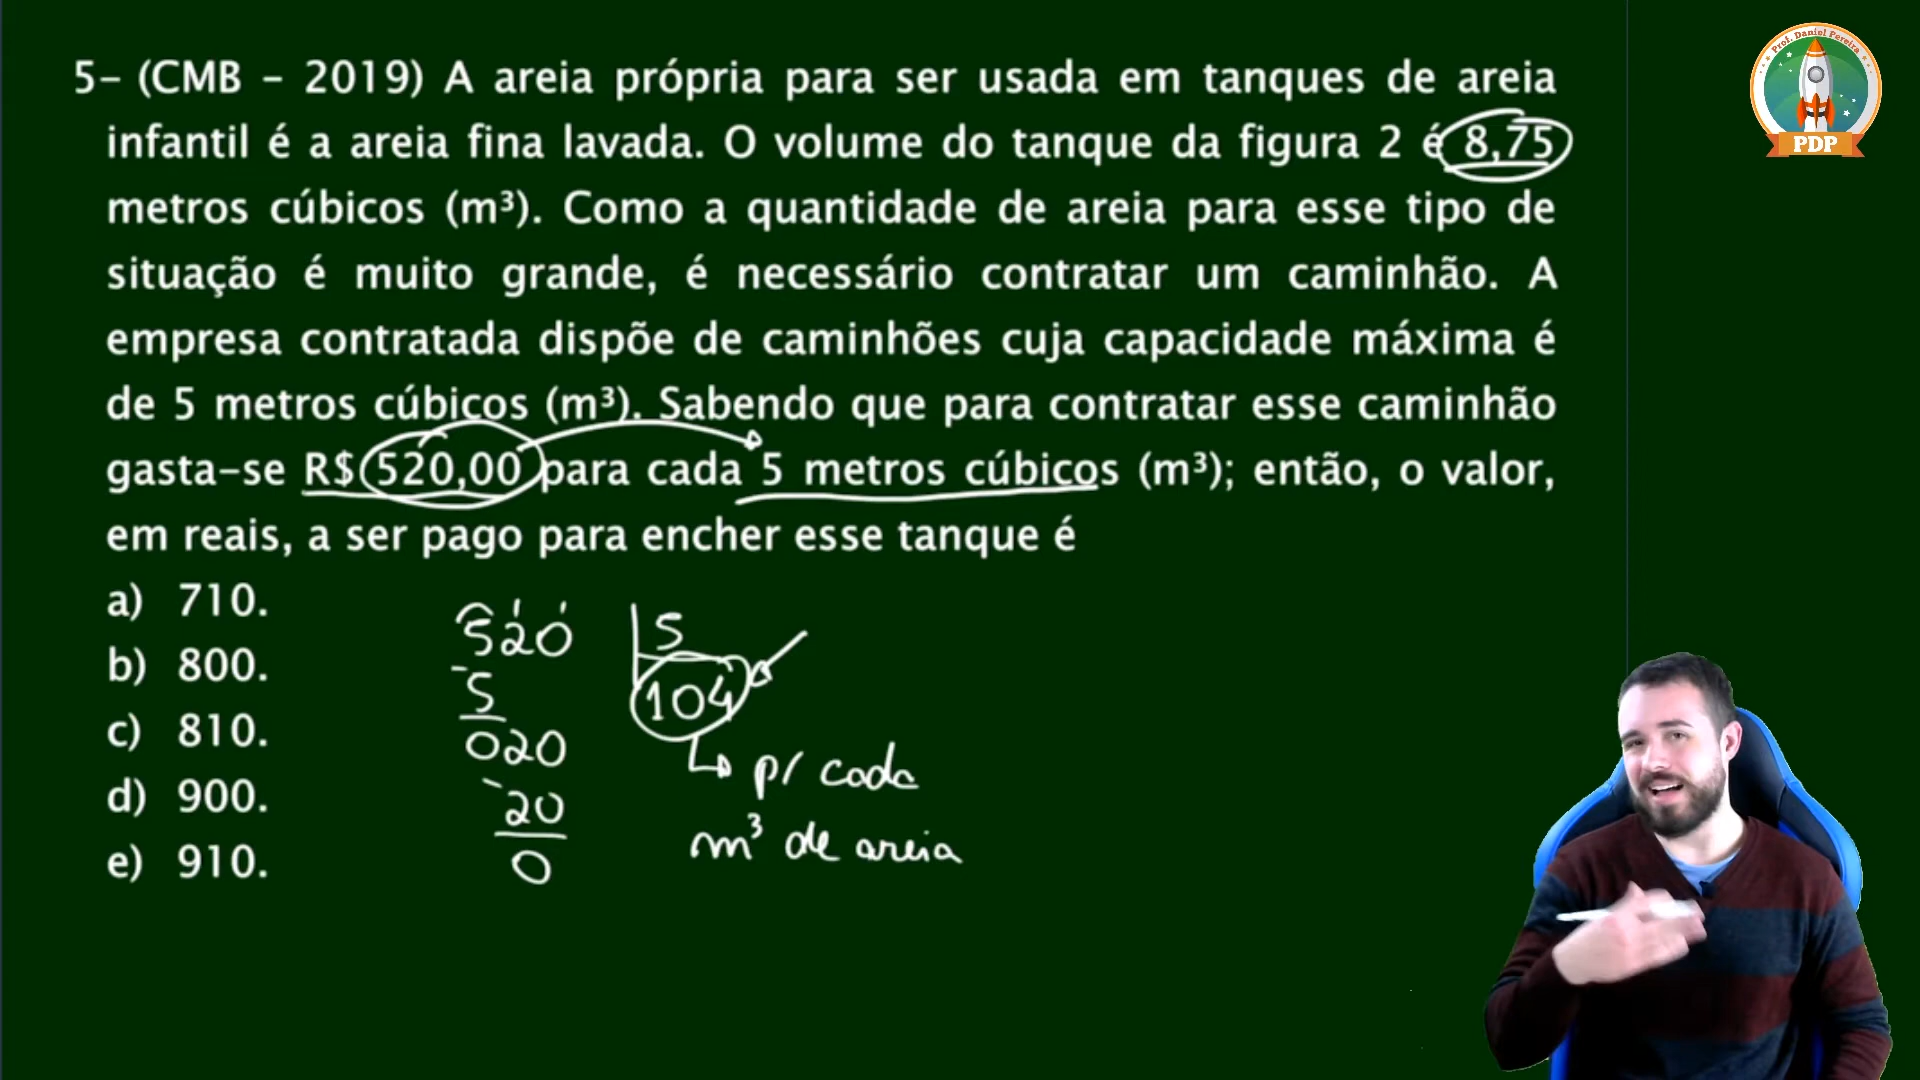 5- (CMB - 2019) A areia própria para ser usada em tanques de areia
infantil é a areia fina lavada. O volume do tanque da figura 2 é 8,75
metros cúbicos (m³). Como a quantidade de areia para esse tipo de
situação é muito grande, é necessário contratar um caminhão. A
empresa contratada dispõe de caminhões cuja capacidade máxima é
de 5 metros cúbicos (m³). Sabendo que para contratar esse caminhão
gasta-se R$ 520,00 para cada 5 metros cúbicos (m³); então, o valor,
em reais, a ser pago para encher esse tanque é
a) 710.
b) 800.
c) 810.
d) 900.
e) 910.
520 5
-5 104
020
-20
0
p/ cada
m³ de areia
Prof. Daniel Pereira
PDP